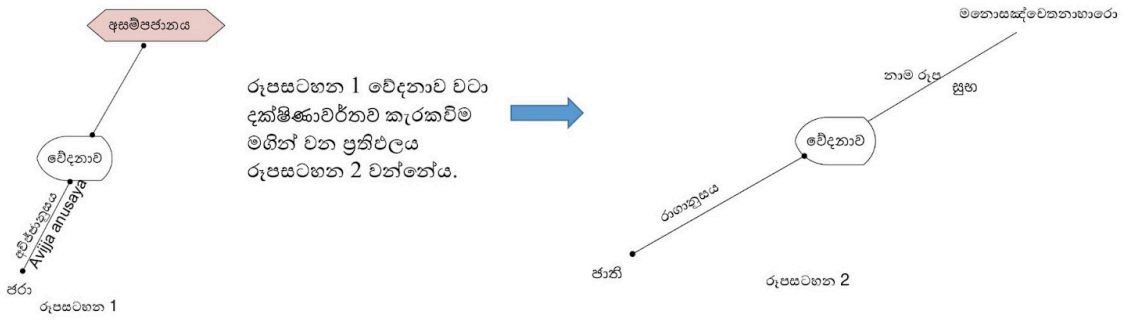 අසම්පජානය
වේදනාව
අවිජ්ජානුසය
Avijja anusaya
ජරා
රූපසටහන 1
රූපසටහන 1 වේදනාව වටා
දක්ෂිණාවර්තව කැරකවීම
මගින් වන ප්‍රතිඵලය
රූපසටහන 2 වන්නේය.
මනොසඤ්චෙතනාහාරො
නාම රූප
සුභ
වේදනාව
රාගානුසය
ජාති
රූපසටහන 2